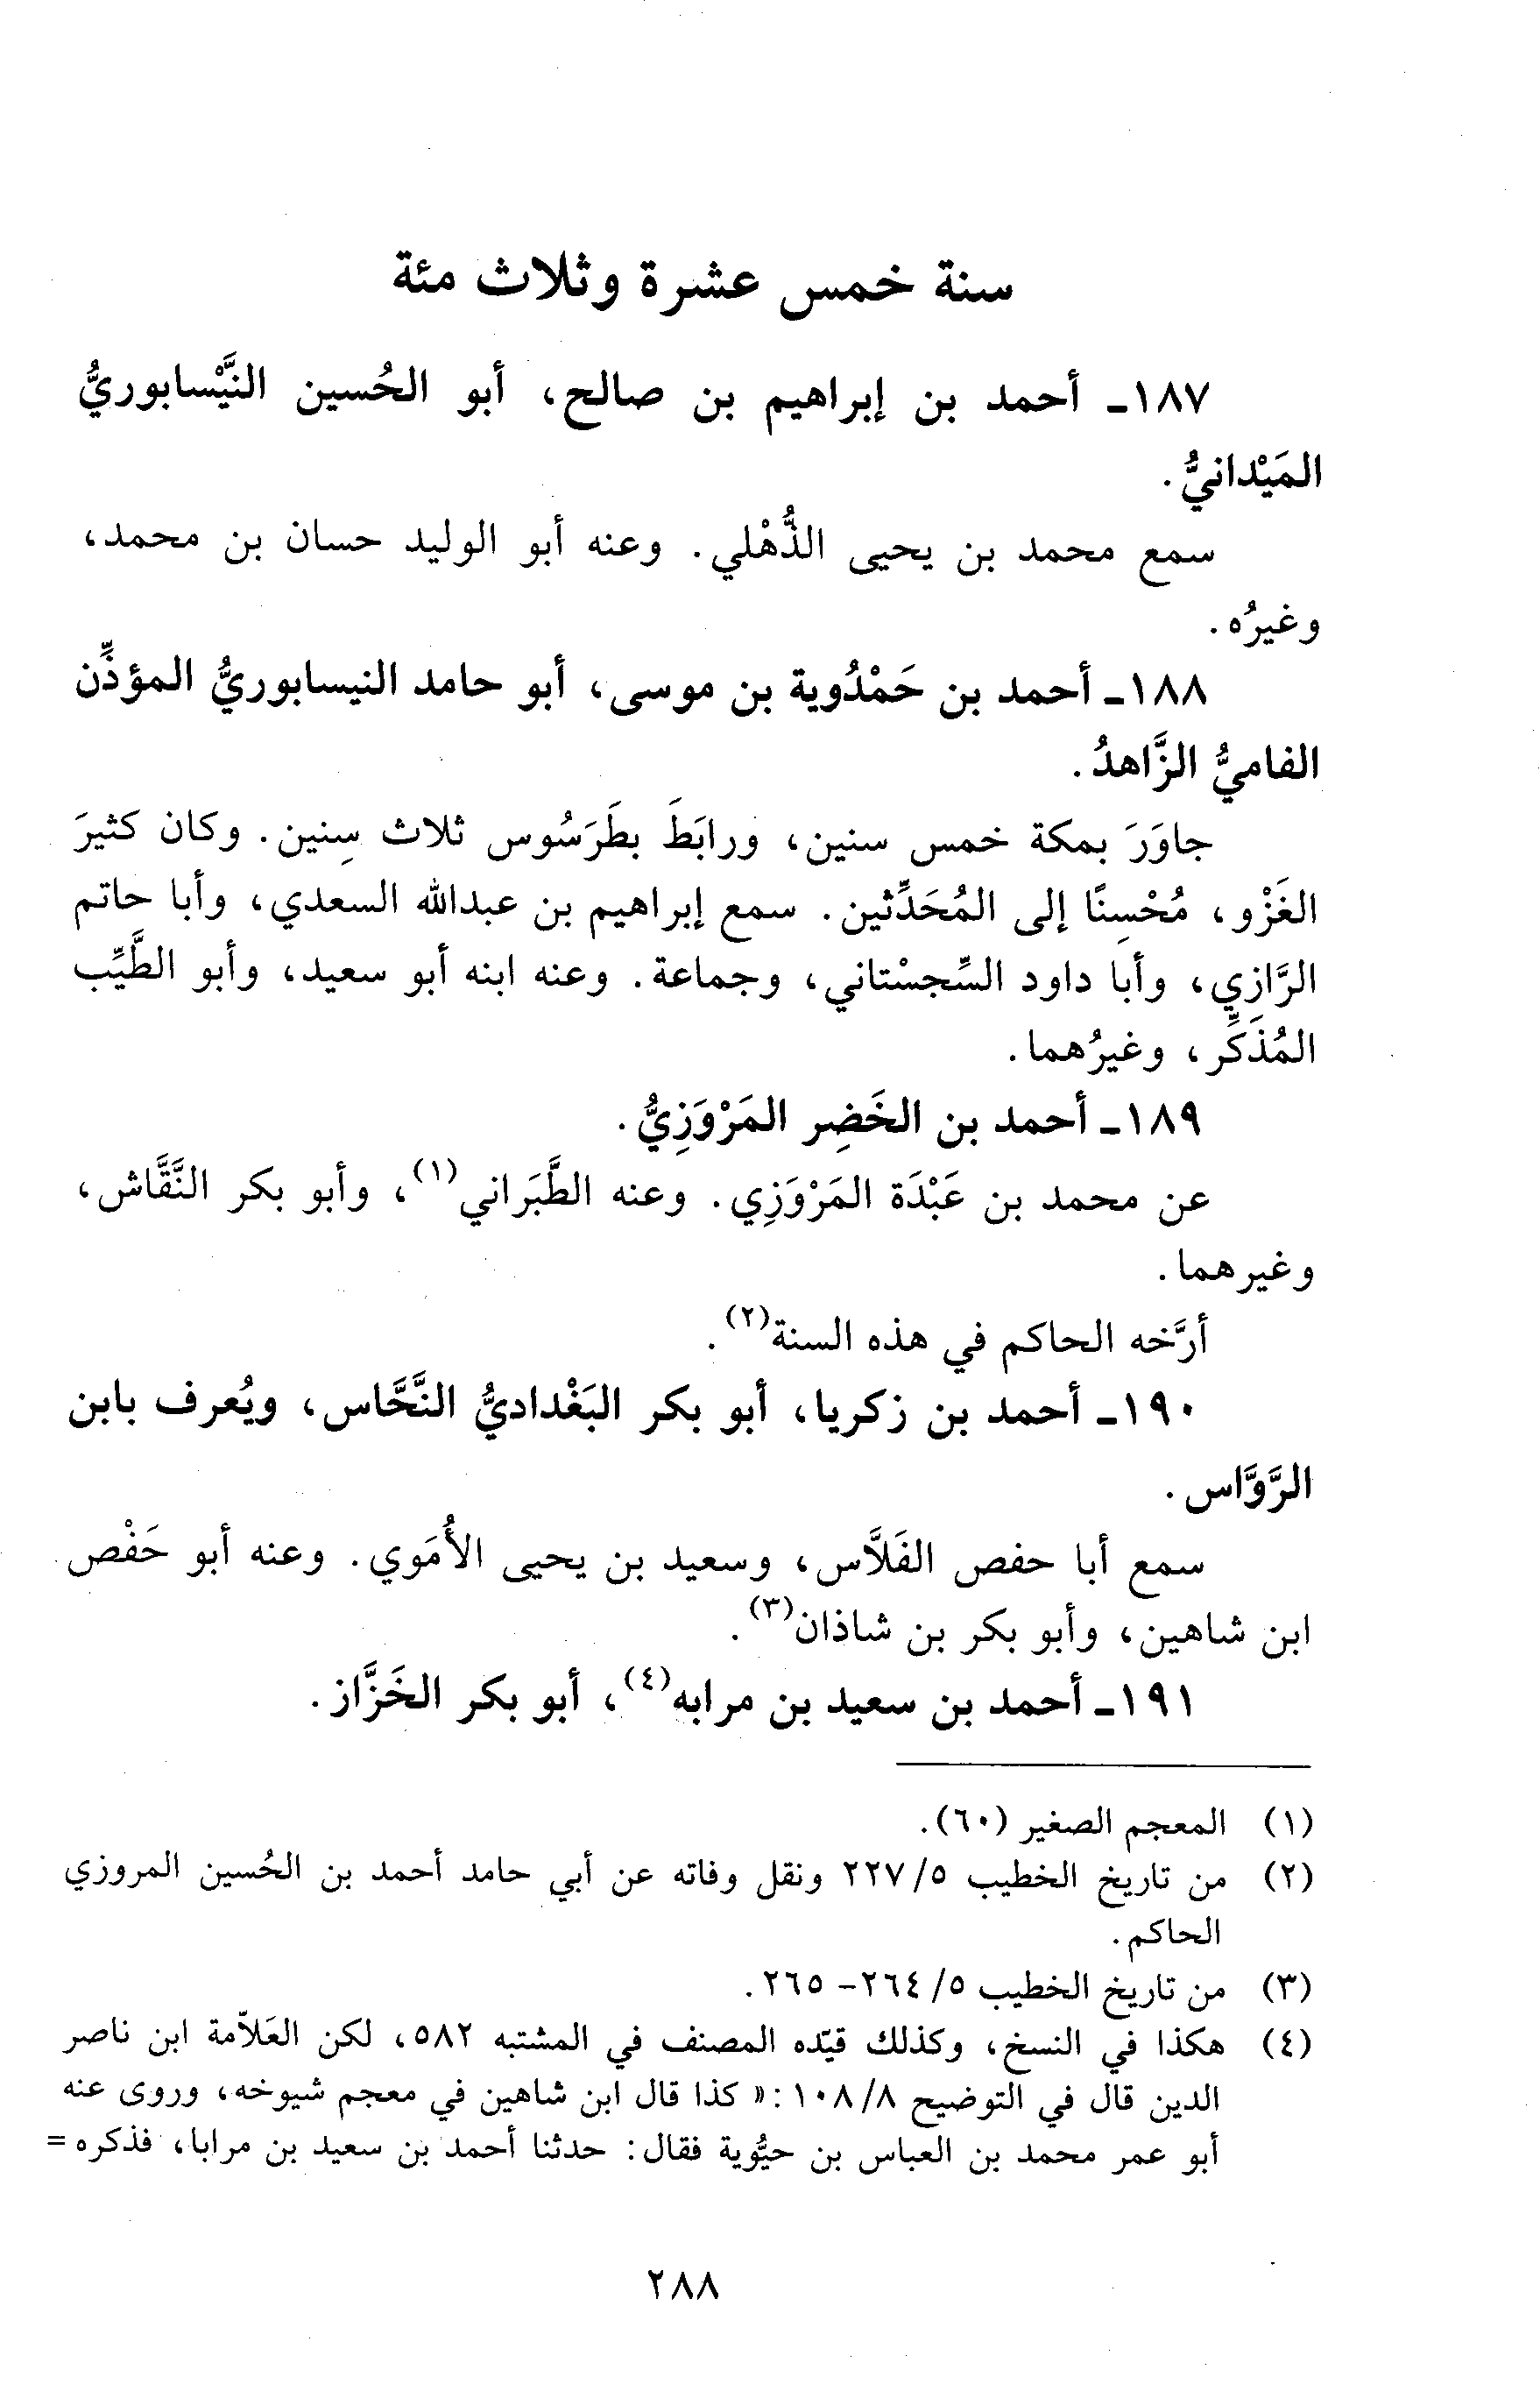 سنة خمس عشرة وثلاث مئة
١٨٧ـ أحمد بن إبراهيم بن صالح، أبو الحُسين النَّيْسابوريُّ
المَيْدانيُّ.
سمع محمد بن يحيى الذُّهْلي. وعنه أبو الوليد حسان بن محمد،
وغيرُه.
١٨٨ـ أحمد بن حَمْدُوية بن موسى، أبو حامد النيسابوريُّ المؤذِّن
الفاميُّ الزَّاهدُ.
جاوَرَ بمكة خمس سنين، ورابَطَ بطَرَسُوس ثلاث سِنين. وكان كثيرَ
الغَزْو، مُحْسِنًا إلى المُحَدِّثين. سمع إبراهيم بن عبدالله السعدي، وأبا حاتم
الرَّازي، وأبا داود السِّجسْتاني، وجماعة. وعنه ابنه أبو سعيد، وأبو الطَّيِّب
المُذَكِّر، وغيرُهما.
١٨٩ـ أحمد بن الخَضِر المَرْوَزِيُّ.
عن محمد بن عَبْدَة المَرْوَزِي. وعنه الطَّبَراني(١)، وأبو بكر النَّقَّاش،
وغيرهما.
أرَّخه الحاكم في هذه السنة(٢).
١٩٠ـ أحمد بن زكريا، أبو بكر البَغْداديُّ النَّحَّاس، ويُعرف بابن
الرَّوَّاس.
سمع أبا حفص الفَلاَّس، وسعيد بن يحيى الأُمَوي. وعنه أبو حَفْص
ابن شاهين، وأبو بكر بن شاذان(٣).
١٩١ـ أحمد بن سعيد بن مرابه(٤)، أبو بكر الخَزَّاز.
(١) المعجم الصغير (٦٠).
(٢) من تاريخ الخطيب ٥/ ٢٢٧ ونقل وفاته عن أبي حامد أحمد بن الحُسين المروزي
الحاكم.
(٣) من تاريخ الخطيب ٥/ ٢٦٤- ٢٦٥.
(٤) هكذا في النسخ، وكذلك قيّده المصنف في المشتبه ٥٨٢، لكن العَلاّمة ابن ناصر
الدين قال في التوضيح ٨/ ١٠٨: « كذا قال ابن شاهين في معجم شيوخه، وروى عنه
أبو عمر محمد بن العباس بن حيُّوية فقال: حدثنا أحمد بن سعيد بن مرابا، فذكره =
٢٨٨